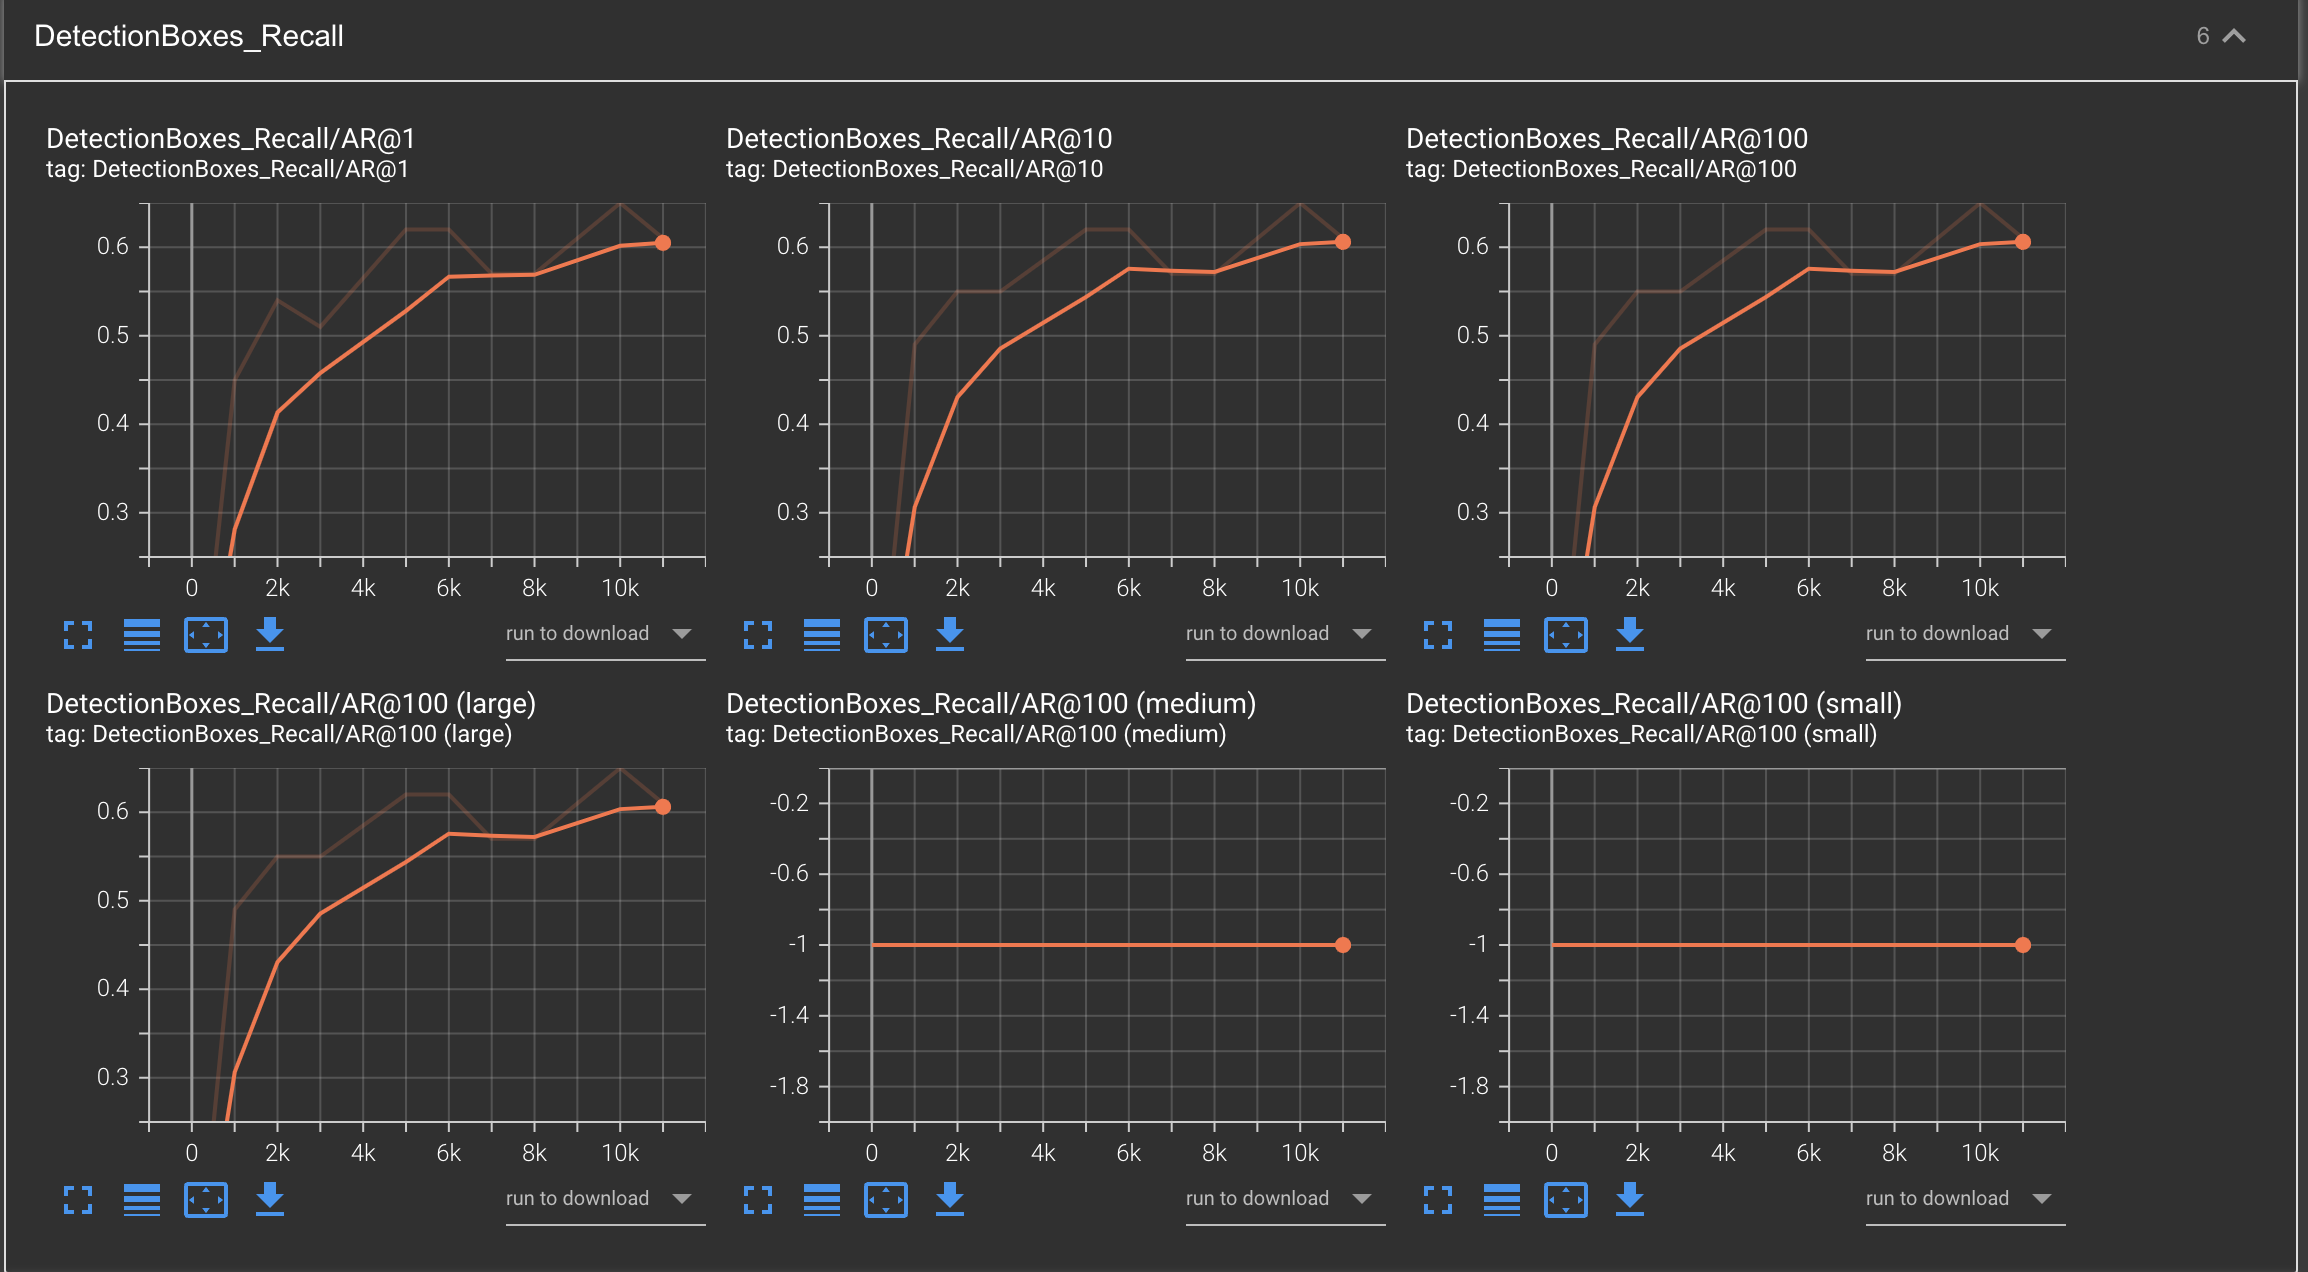 DetectionBoxes_Recall
6
DetectionBoxes_Recall/AR@1
tag: DetectionBoxes_Recall/AR@1
0.6
0.5
0.4
0.3
0 2k 4k 6k 8k 10k
run to download
DetectionBoxes_Recall/AR@10
tag: DetectionBoxes_Recall/AR@10
0.6
0.5
0.4
0.3
0 2k 4k 6k 8k 10k
run to download
DetectionBoxes_Recall/AR@100
tag: DetectionBoxes_Recall/AR@100
0.6
0.5
0.4
0.3
0 2k 4k 6k 8k 10k
run to download
DetectionBoxes_Recall/AR@100 (large)
tag: DetectionBoxes_Recall/AR@100 (large)
0.6
0.5
0.4
0.3
0 2k 4k 6k 8k 10k
run to download
DetectionBoxes_Recall/AR@100 (medium)
tag: DetectionBoxes_Recall/AR@100 (medium)
-0.2
-0.6
-1
-1.4
-1.8
0 2k 4k 6k 8k 10k
run to download
DetectionBoxes_Recall/AR@100 (small)
tag: DetectionBoxes_Recall/AR@100 (small)
-0.2
-0.6
-1
-1.4
-1.8
0 2k 4k 6k 8k 10k
run to download